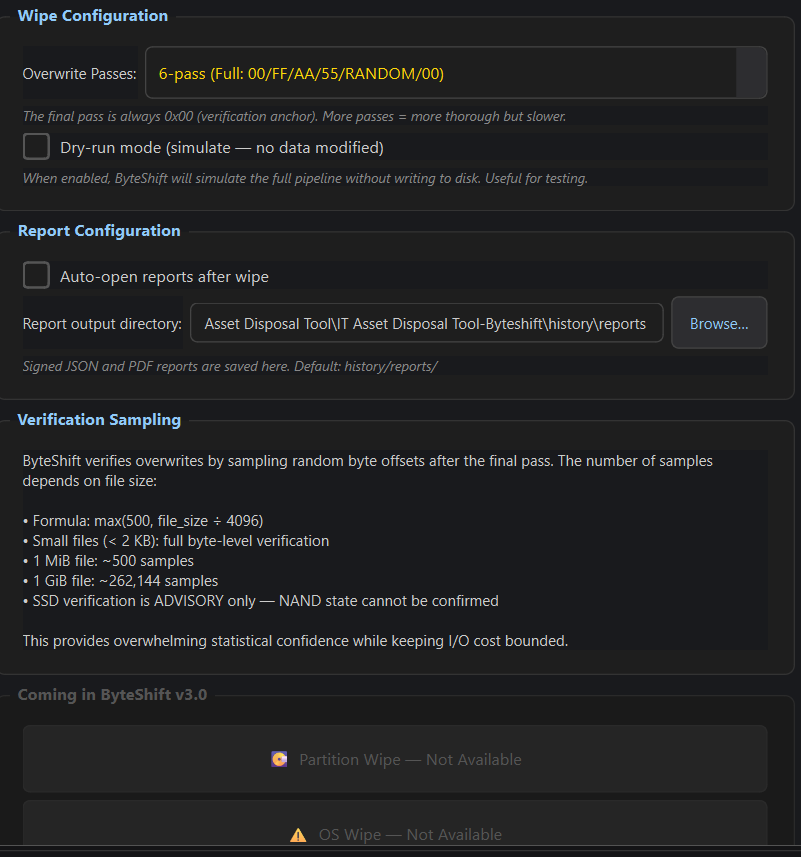 Wipe Configuration
Overwrite Passes:
6-pass (Full: 00/FF/AA/55/RANDOM/00)
The final pass is always 0x00 (verification anchor). More passes = more thorough but slower.
Dry-run mode (simulate — no data modified)
When enabled, ByteShift will simulate the full pipeline without writing to disk. Useful for testing.
Report Configuration
Auto-open reports after wipe
Report output directory:
Asset Disposal Tool\IT Asset Disposal Tool-Byteshift\history\reports
Browse...
Signed JSON and PDF reports are saved here. Default: history/reports/
Verification Sampling
ByteShift verifies overwrites by sampling random byte offsets after the final pass. The number of samples
depends on file size:
• Formula: max(500, file_size ÷ 4096)
• Small files (< 2 KB): full byte-level verification
• 1 MiB file: ~500 samples
• 1 GiB file: ~262,144 samples
• SSD verification is ADVISORY only — NAND state cannot be confirmed
This provides overwhelming statistical confidence while keeping I/O cost bounded.
Coming in ByteShift v3.0
Partition Wipe — Not Available
OS Wipe — Not Available